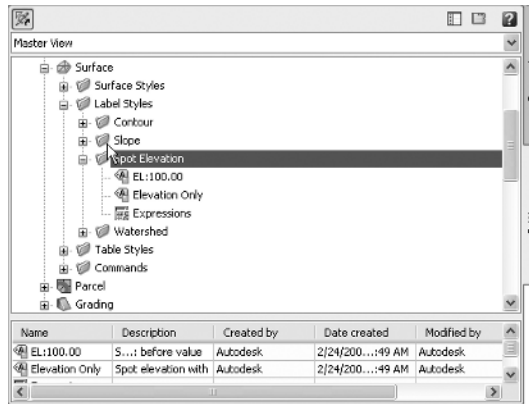 Master View
Surface
Surface Styles
Label Styles
Contour
Slope
Spot Elevation
EL:100.00
Elevation Only
Expressions
Watershed
Table Styles
Commands
Parcel
Grading
Name Description Created by Date created Modified by
EL:100.00 S...: before value Autodesk 2/24/200...:49 AM Autodesk
Elevation Only Spot elevation with Autodesk 2/24/200...:49 AM Autodesk